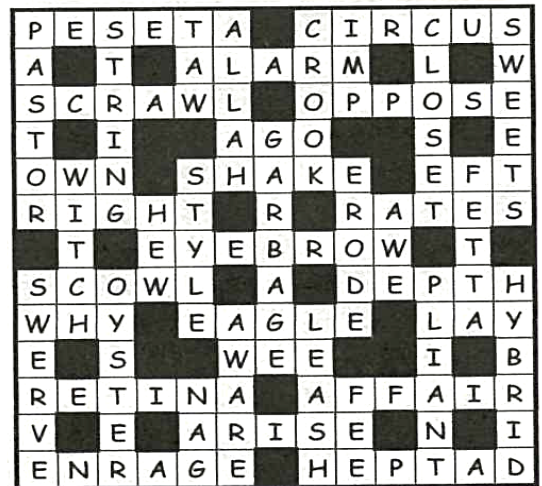 PESETA CIRCUS
A T ALARM L W
SCRAWL OPPOSE
T I AGO S E
OWN SHAKE EFT
RIGHT R RATES
T EYEBROW T
SCOWL A DEPTH
WHY EAGLE LAY
E S WEE I B
RETINA AFFAIR
V E ARISE N I
ENRAGE HEPTAD